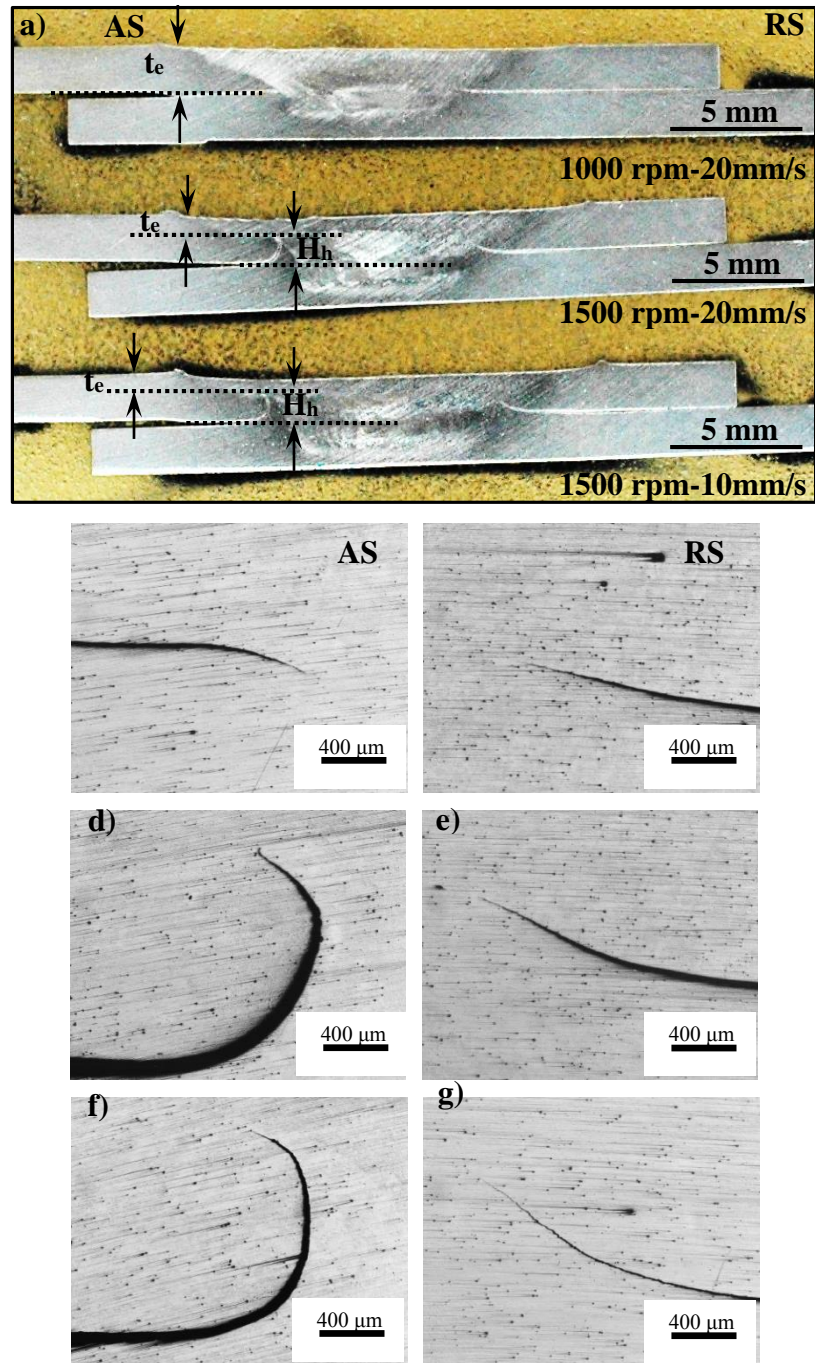 a) AS RS
te
5 mm
1000 rpm-20mm/s
te
Hh
5 mm
1500 rpm-20mm/s
te
Hh
5 mm
1500 rpm-10mm/s
AS
400 μm
RS
400 μm
d)
400 μm
e)
400 μm
f)
400 μm
g)
400 μm